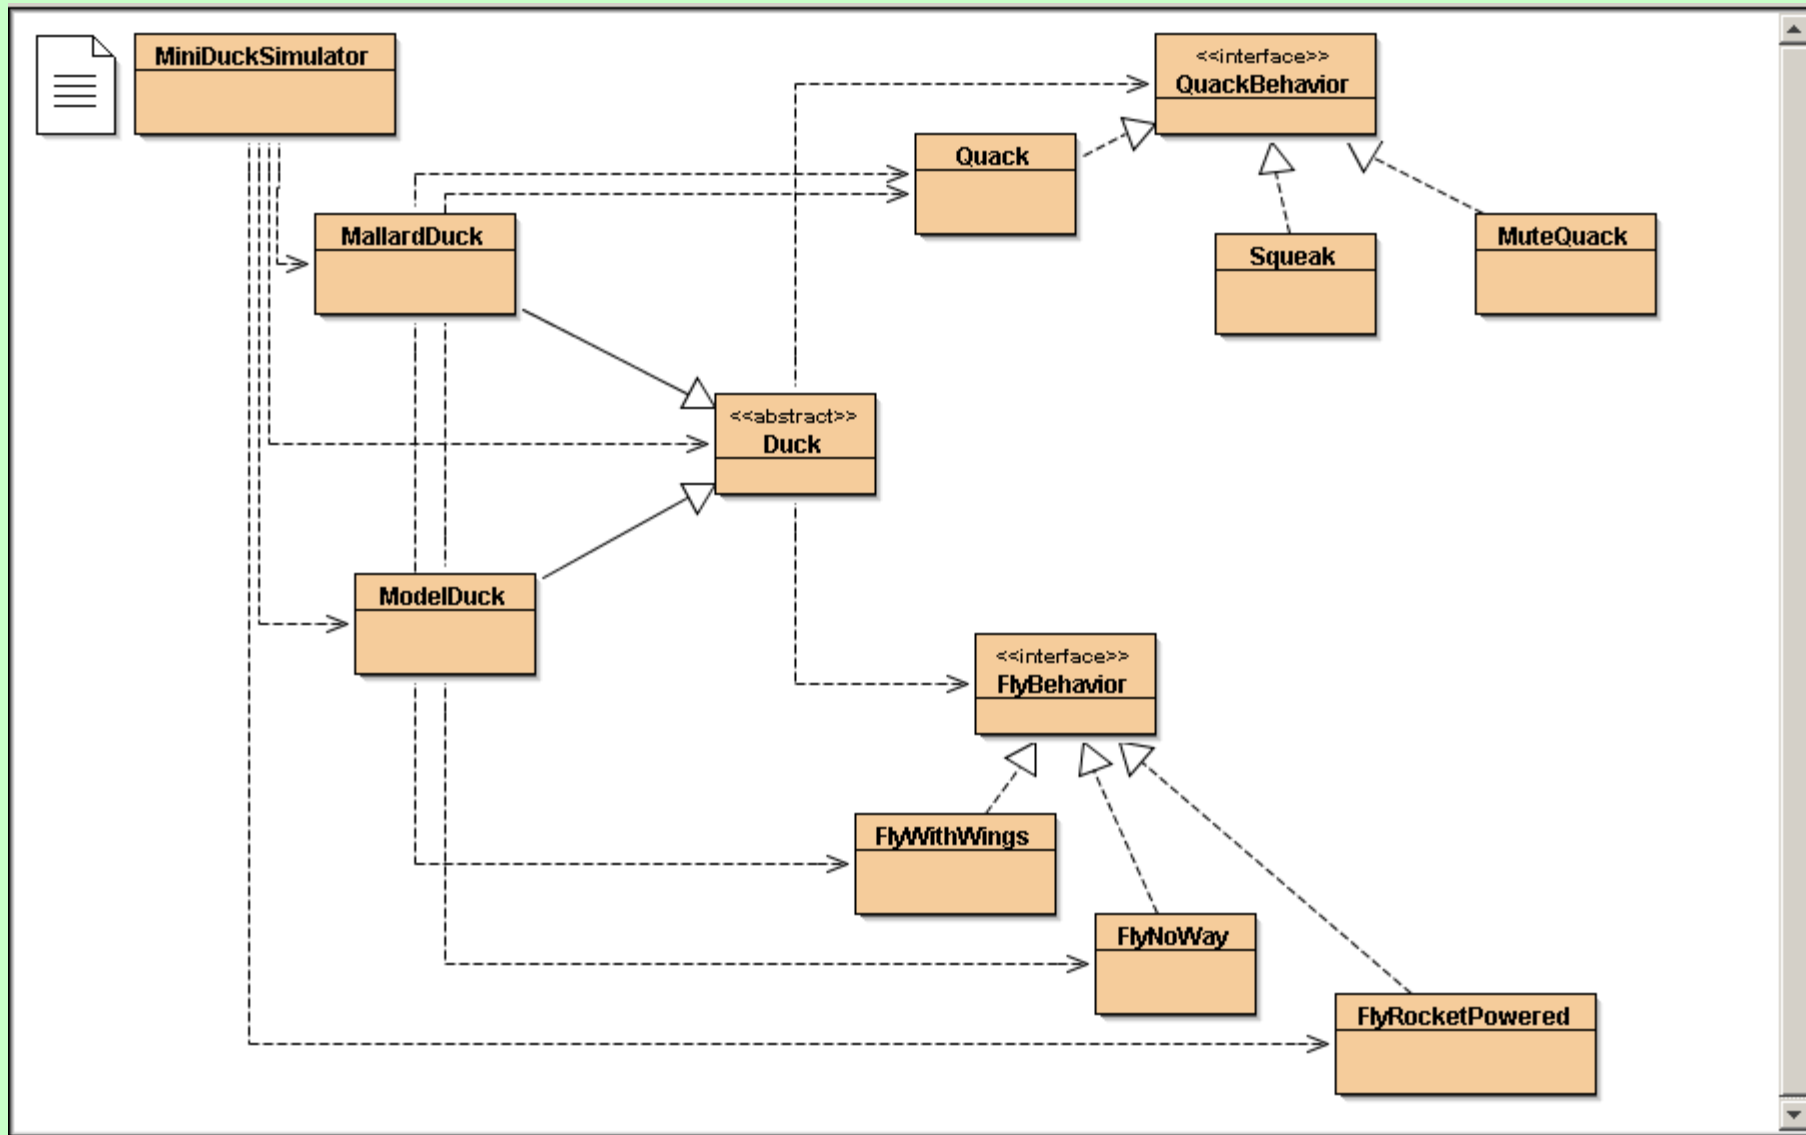 MiniDuckSimulator
<<interface>>
QuackBehavior
Quack
MallardDuck
Squeak
MuteQuack
<<abstract>>
Duck
ModelDuck
<<interface>>
FlyBehavior
FlyWithWings
FlyNoWay
FlyRocketPowered